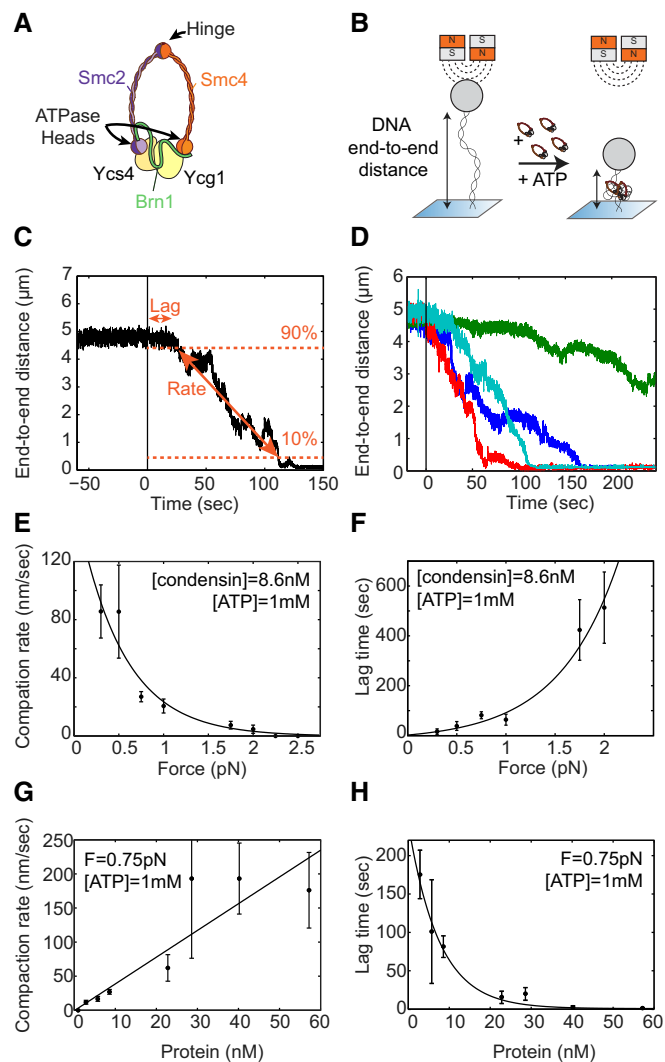 A
Hinge
Smc2
Smc4
ATPase
Heads
Ycs4
Ycg1
Brn1
B
N
S
S
N
N
S
S
N
DNA
end-to-end
distance
+
+ ATP
C
End-to-end distance (μm)
7
6
5
4
3
2
1
0
Lag
90%
Rate
10%
-50
0
50
100
150
Time (sec)
D
End-to-end distance (μm)
6
5
4
3
2
1
0
0
50
100
150
200
Time (sec)
E
Compation rate (nm/sec)
120
80
40
0
[condensin]=8.6nM
[ATP]=1mM
0
0.5
1.0
1.5
2.0
2.5
Force (pN)
F
Lag time (sec)
600
400
200
0
[condensin]=8.6nM
[ATP]=1mM
0
1
2
Force (pN)
G
Compaction rate (nm/sec)
250
200
150
100
50
0
F=0.75pN
[ATP]=1mM
0
10
20
30
40
50
60
Protein (nM)
H
Lag time (sec)
200
150
100
50
0
F=0.75pN
[ATP]=1mM
0
10
20
30
40
50
60
Protein (nM)